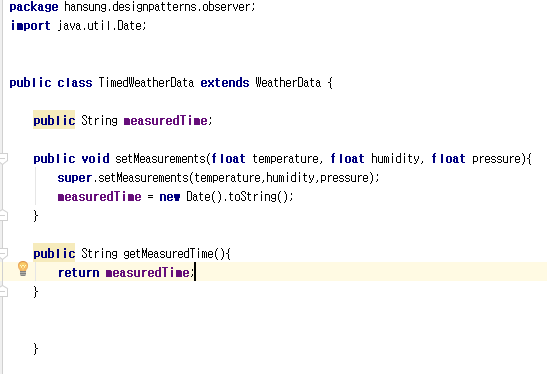 package hansung.designpatterns.observer;
import java.util.Date;
public class TimedWeatherData extends WeatherData {
public String measuredTime;
public void setMeasurements(float temperature, float humidity, float pressure){
super.setMeasurements(temperature,humidity,pressure);
measuredTime = new Date().toString();
}
public String getMeasuredTime(){
return measuredTime;
}
}